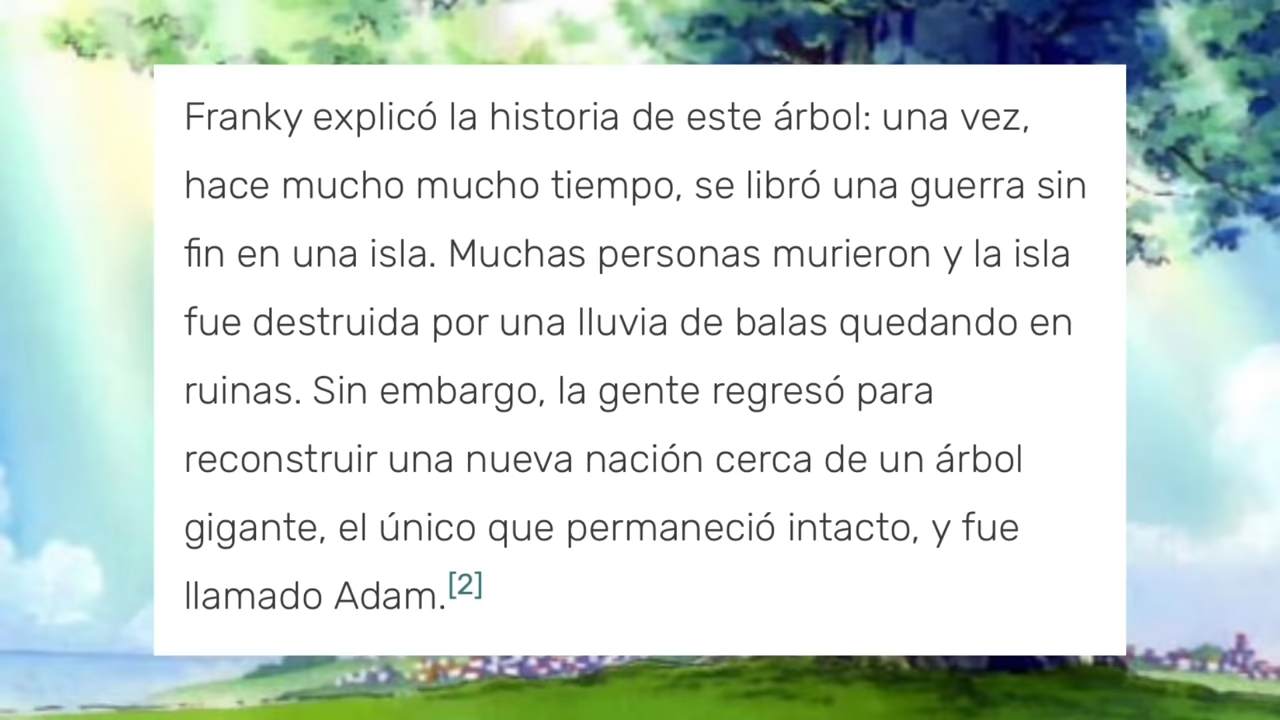 Franky explicó la historia de este árbol: una vez,
hace mucho mucho tiempo, se libró una guerra sin
fin en una isla. Muchas personas murieron y la isla
fue destruida por una lluvia de balas quedando en
ruinas. Sin embargo, la gente regresó para
reconstruir una nueva nación cerca de un árbol
gigante, el único que permaneció intacto, y fue
llamado Adam.[2]